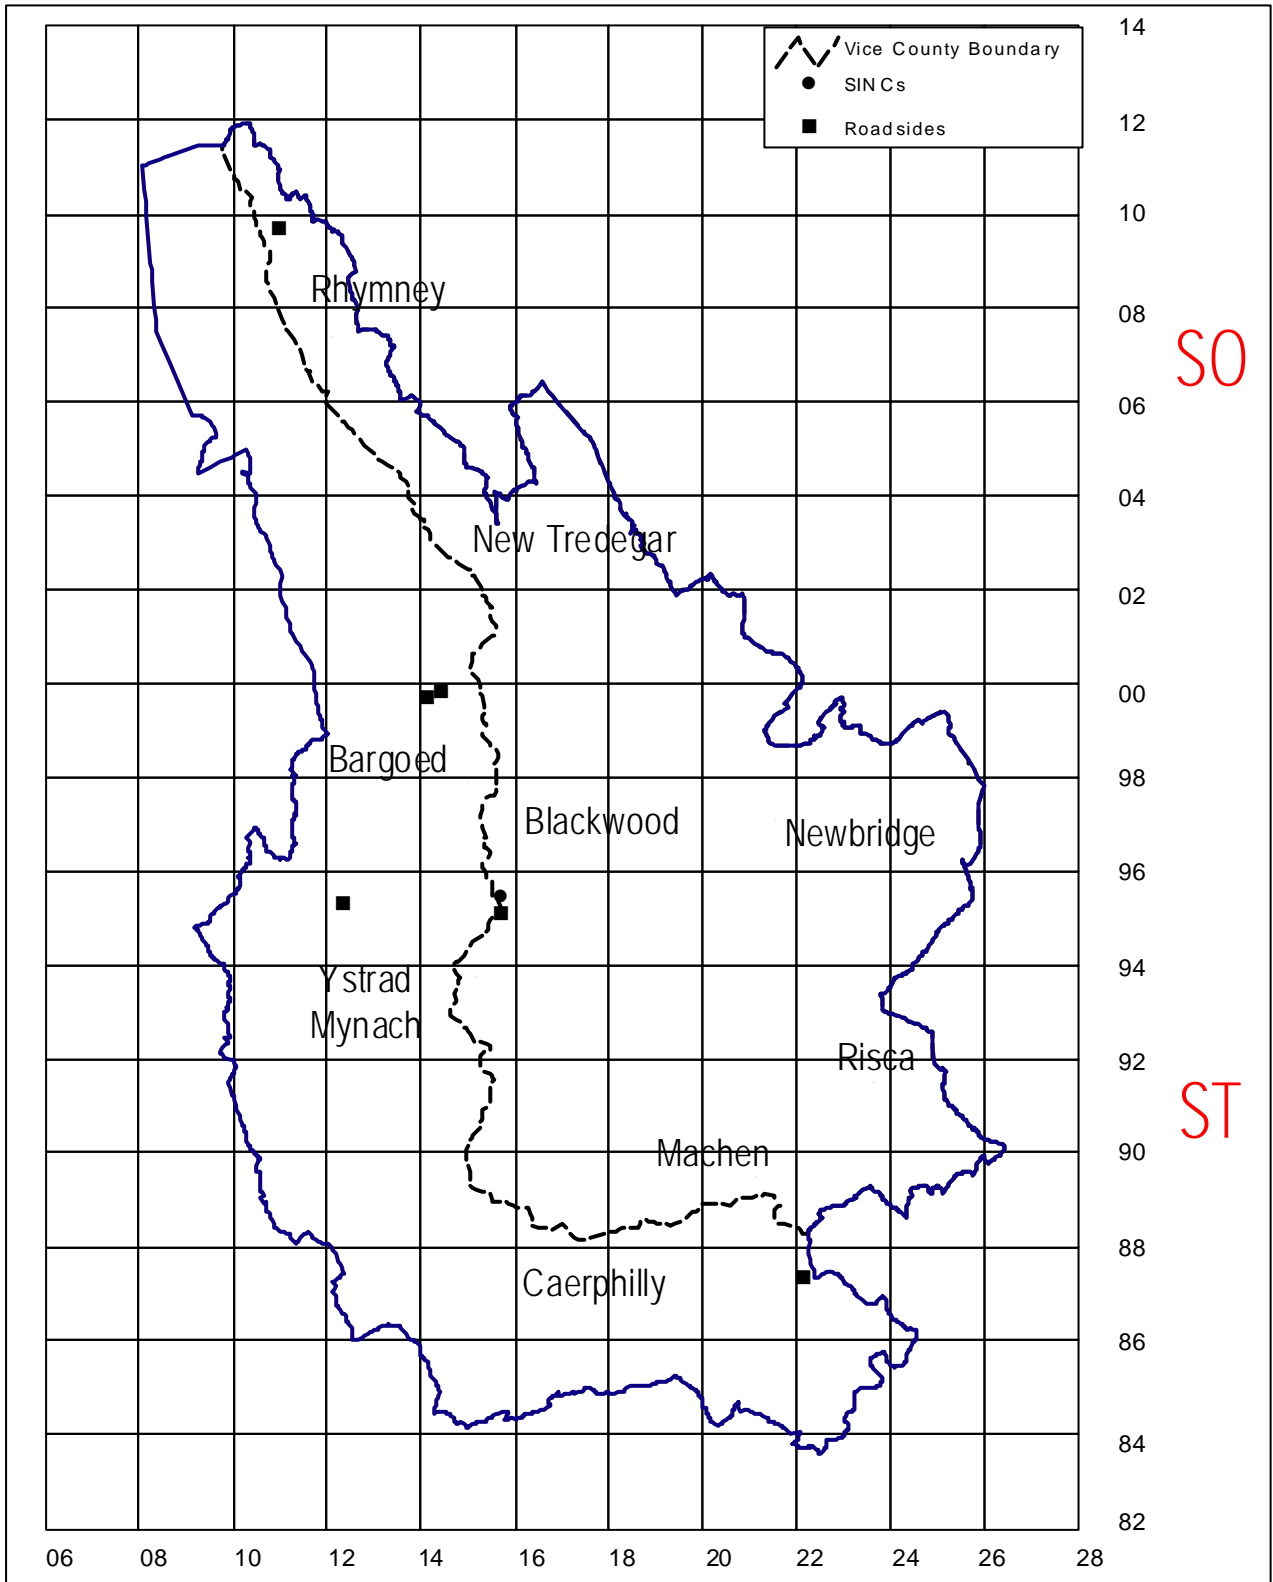 14
Vice County Boundary
SINCs
Roadsides
12
10
Rhymney
08
SO
06
04
New Tredegar
02
00
Bargoed
98
Blackwood
Newbridge
96
94
Ystrad
Mynach
Risca
92
ST
Machen
90
88
Caerphilly
86
84
82
06 08 10 12 14 16 18 20 22 24 26 28